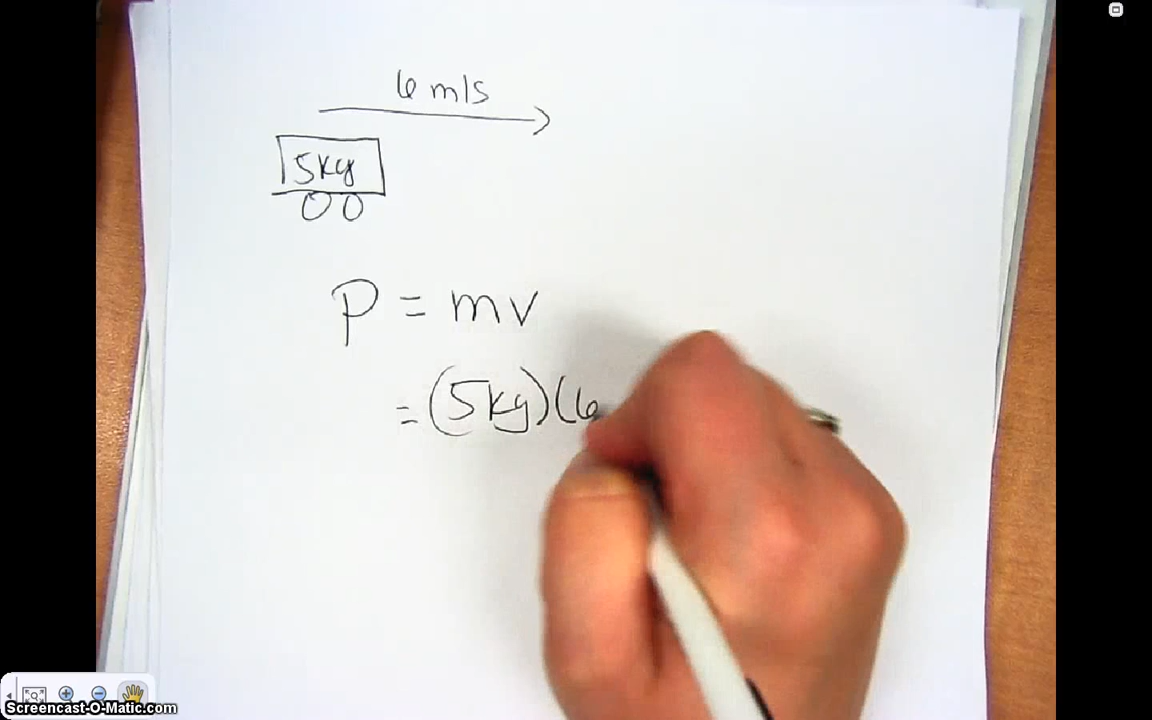 6 m/s
5kg
P = mv
= (5kg)(6
Screencast-O-Matic.com